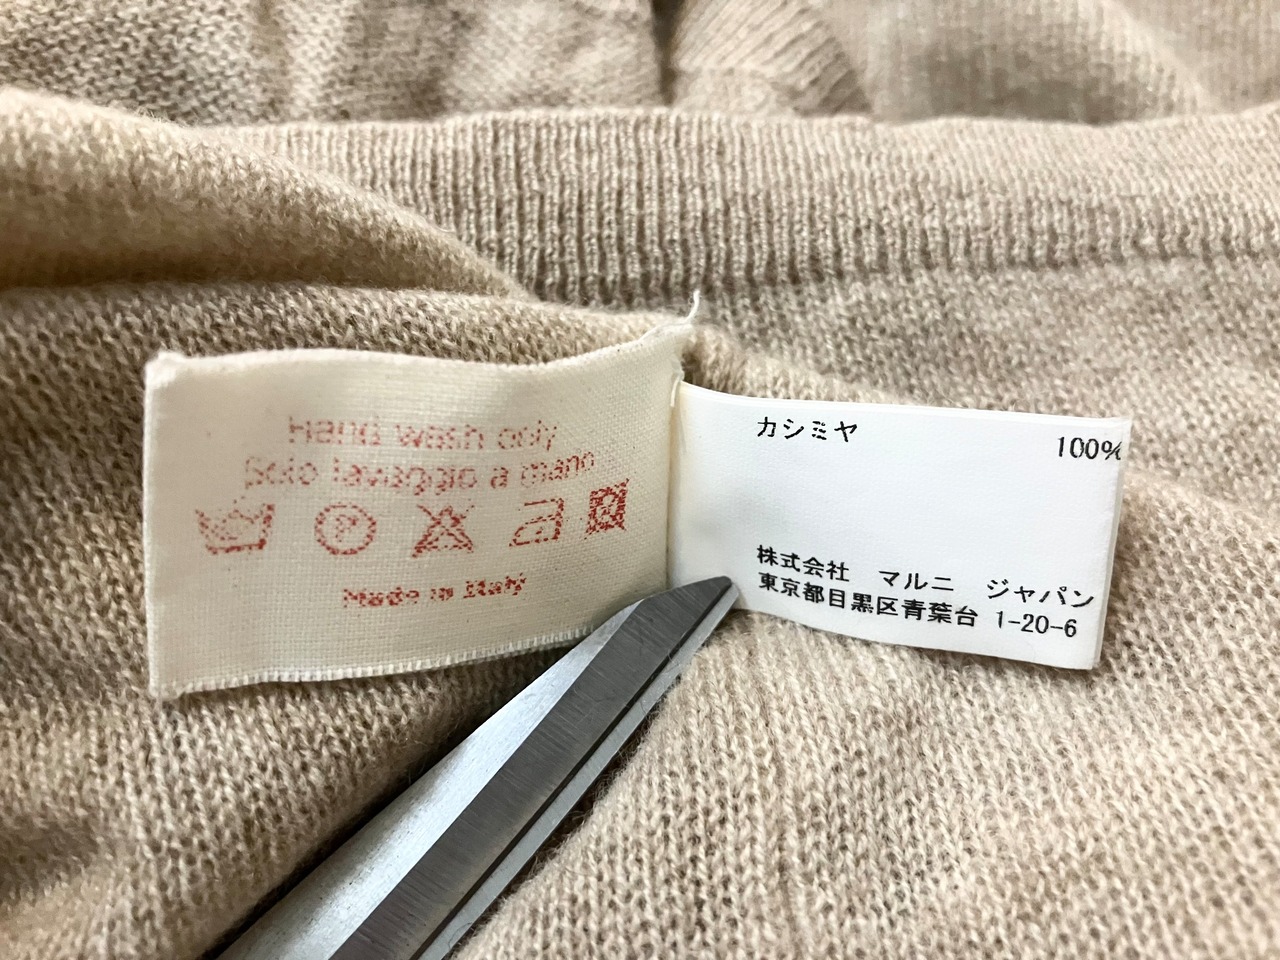 Hand wash only
Solo lavaggio a mano
Made in Italy
カシミヤ 100%
株式会社 マルニ ジャパン
東京都目黒区青葉台 1-20-6